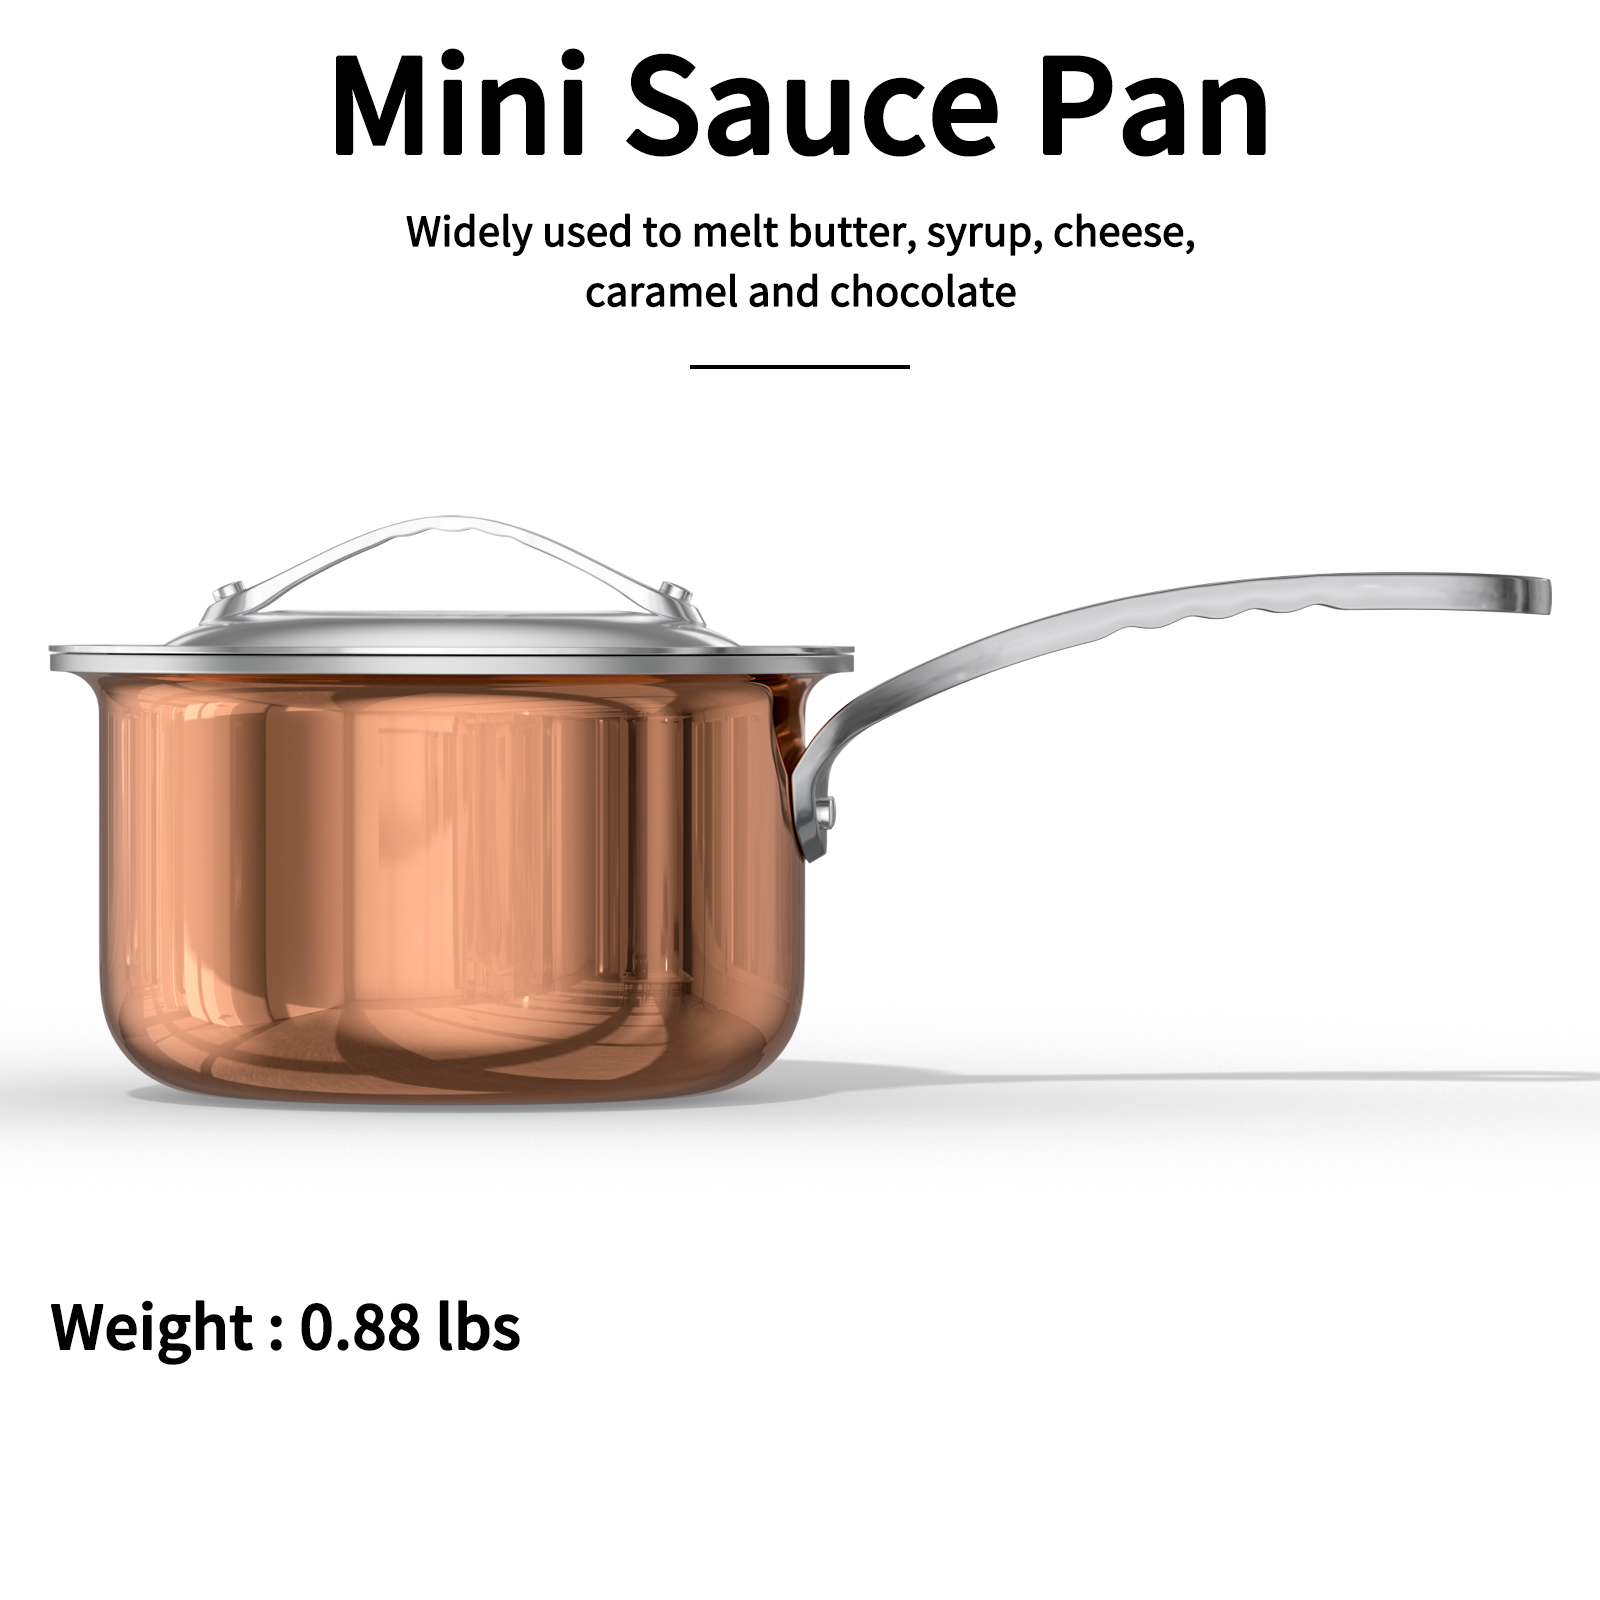 Mini Sauce Pan
Widely used to melt butter, syrup, cheese,
caramel and chocolate
Weight : 0.88 lbs